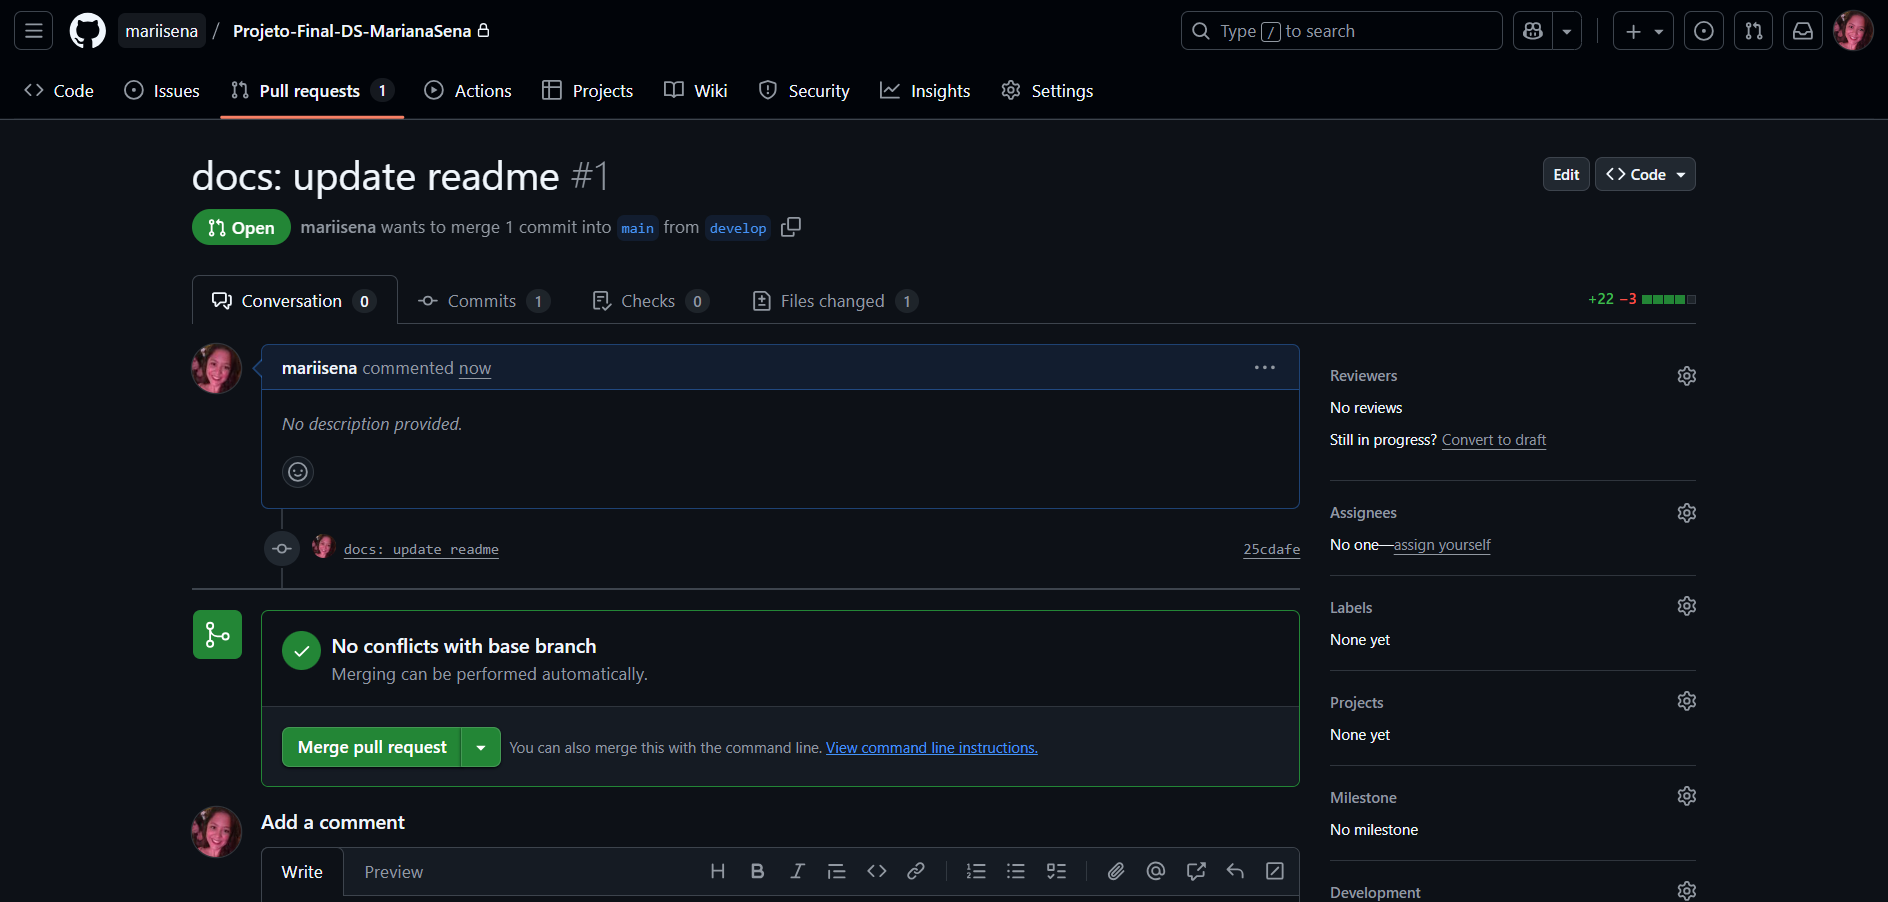 mariisena / Projeto-Final-DS-MarianaSena
Type / to search
Code
Issues
Pull requests 1
Actions
Projects
Wiki
Security
Insights
Settings
docs: update readme #1
Edit
Code
Open
mariisena wants to merge 1 commit into main from develop
Conversation 0
Commits 1
Checks 0
Files changed 1
+22 −3
mariisena commented now
No description provided.
docs: update readme
25cdafe
No conflicts with base branch
Merging can be performed automatically.
Merge pull request
You can also merge this with the command line. View command line instructions.
Add a comment
Write
Preview
Reviewers
No reviews
Still in progress? Convert to draft
Assignees
No one—assign yourself
Labels
None yet
Projects
None yet
Milestone
No milestone
Development